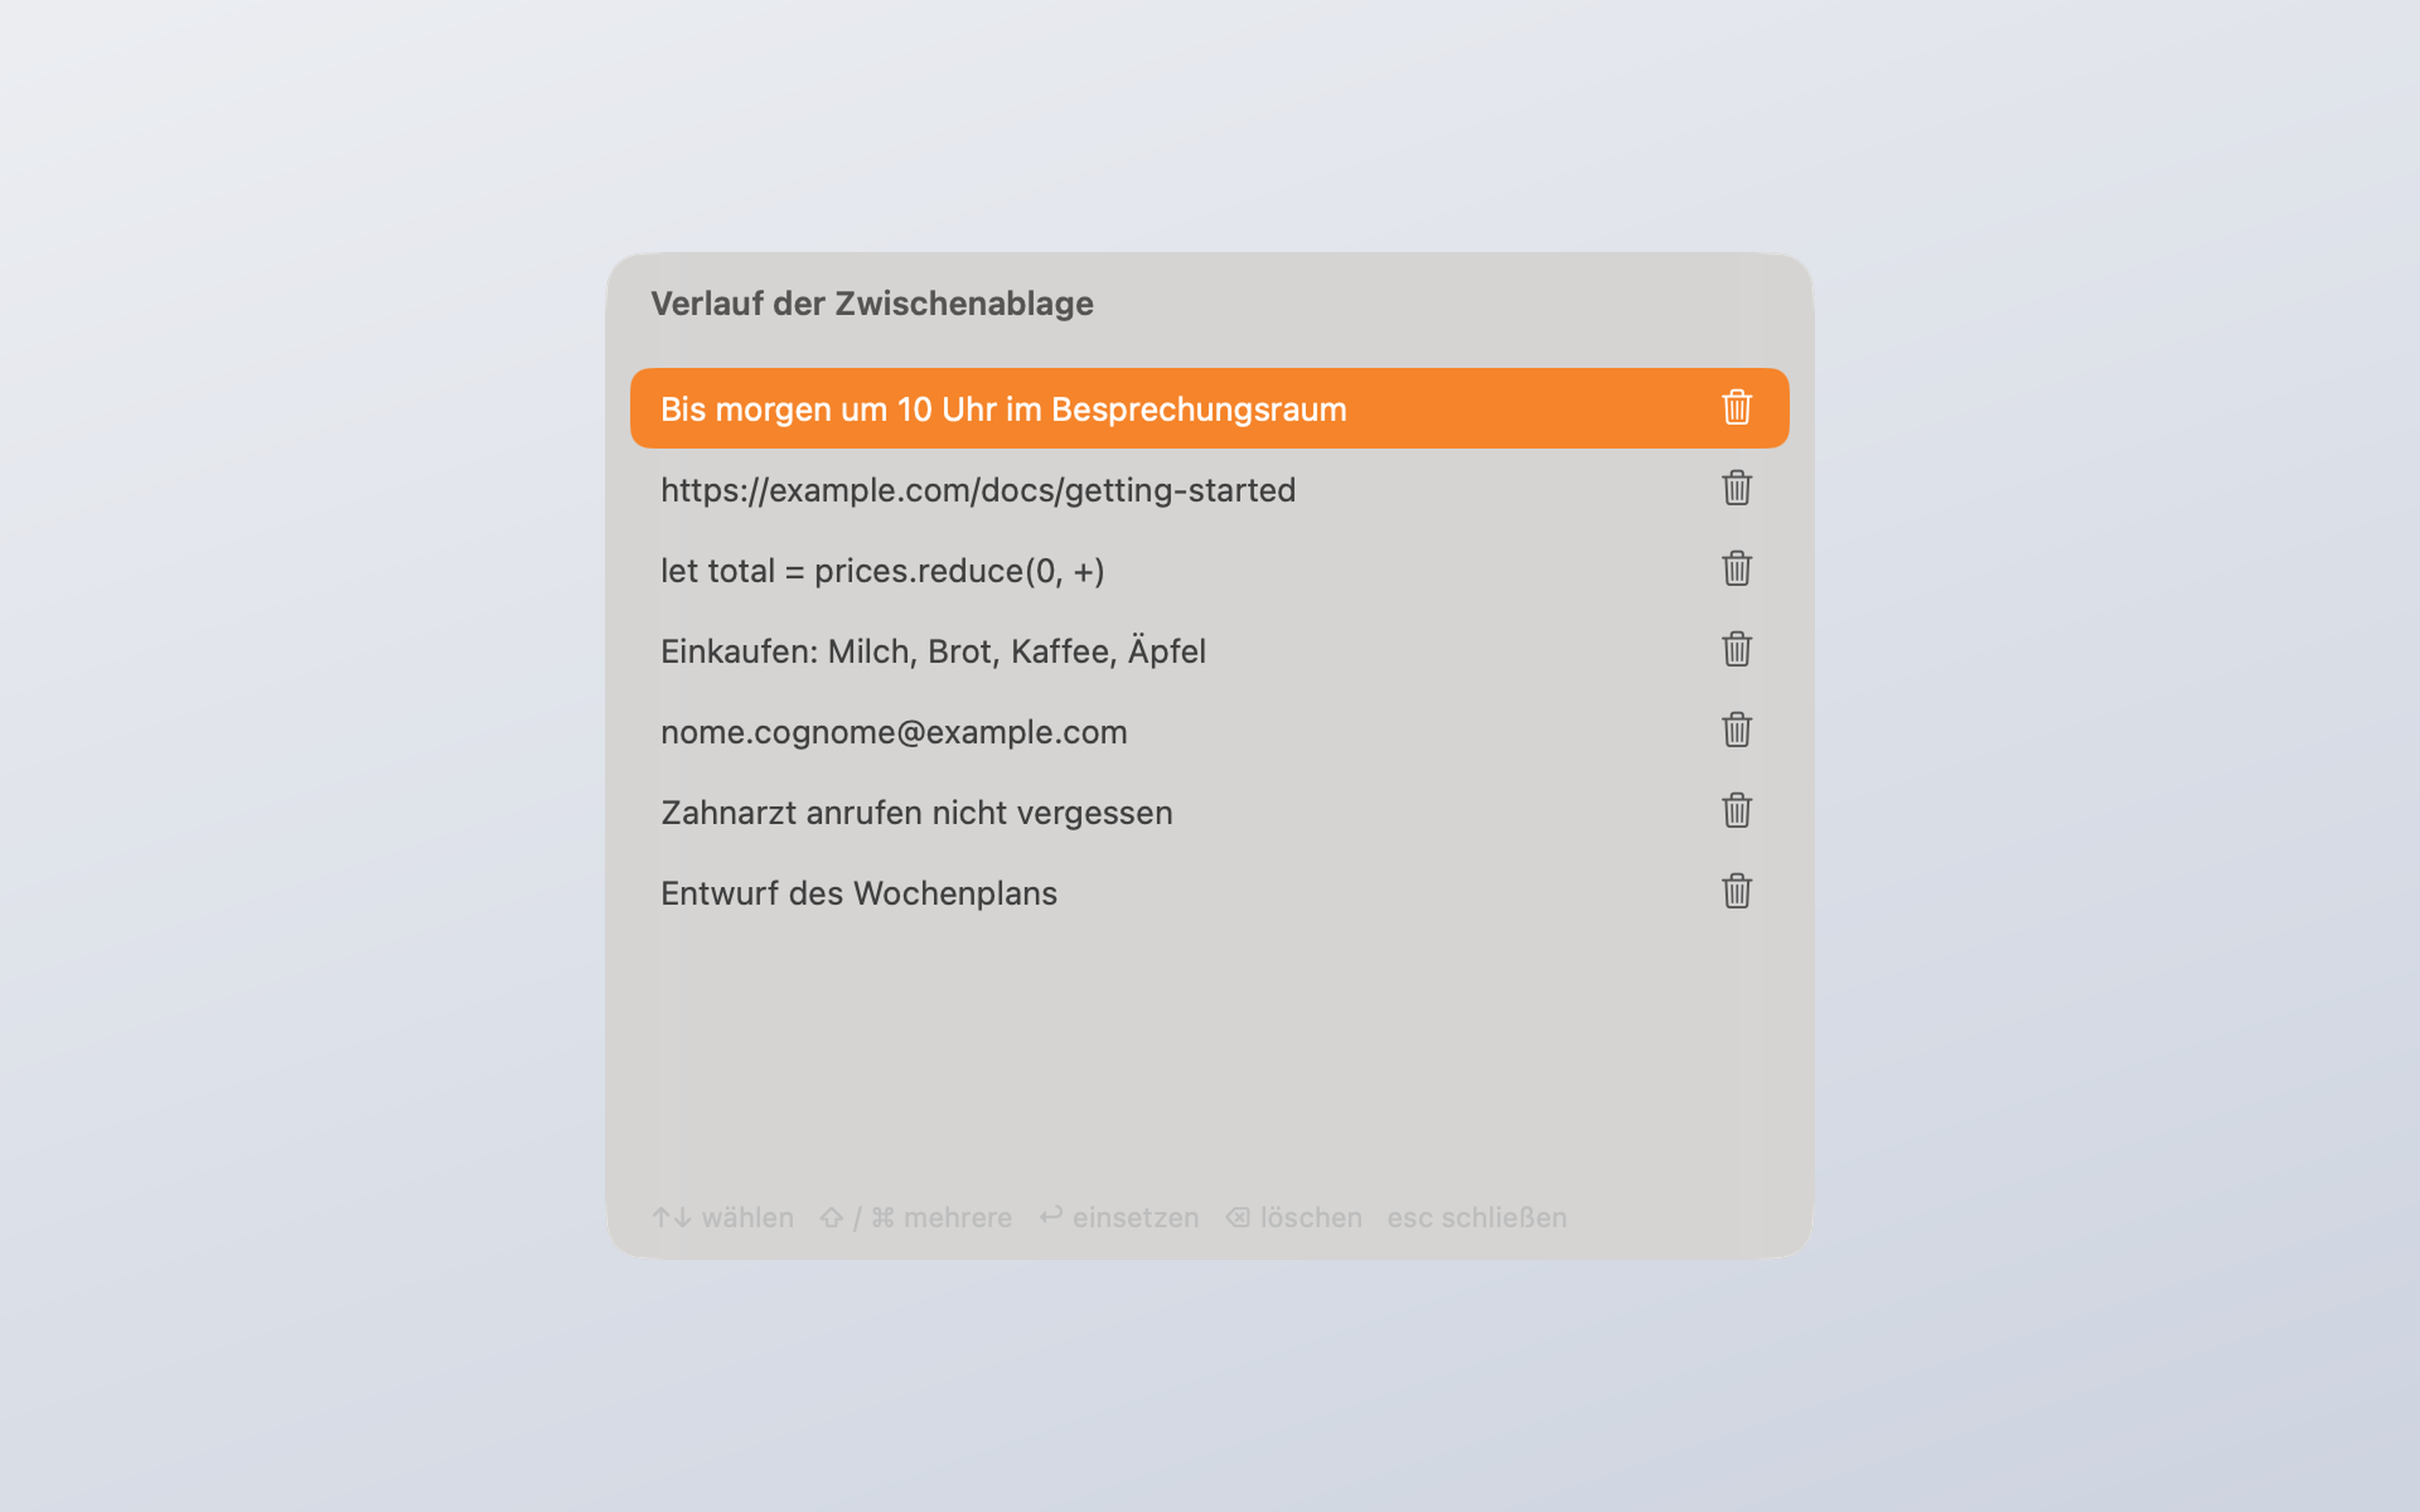 Verlauf der Zwischenablage
Bis morgen um 10 Uhr im Besprechungsraum
https://example.com/docs/getting-started
let total = prices.reduce(0, +)
Einkaufen: Milch, Brot, Kaffee, Äpfel
nome.cognome@example.com
Zahnarzt anrufen nicht vergessen
Entwurf des Wochenplans
↑↓ wählen ⇧ / ⌘ mehrere ↩ einsetzen ⌫ löschen esc schließen